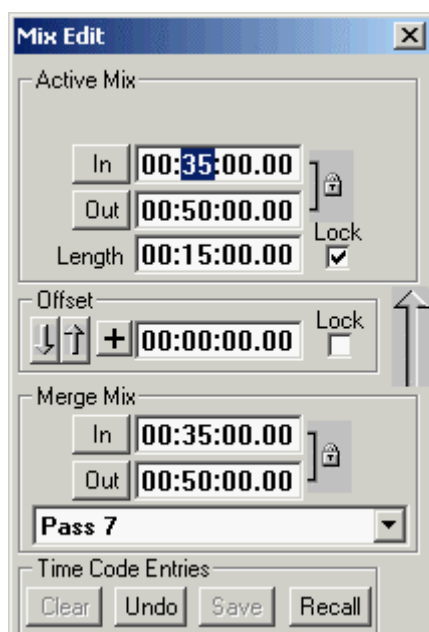 Mix Edit
Active Mix
In 00:35:00.00
Out 00:50:00.00
Lock
Length 00:15:00.00
Offset
Lock
+ 00:00:00.00
Merge Mix
In 00:35:00.00
Out 00:50:00.00
Pass 7
Time Code Entries
Clear Undo Save Recall